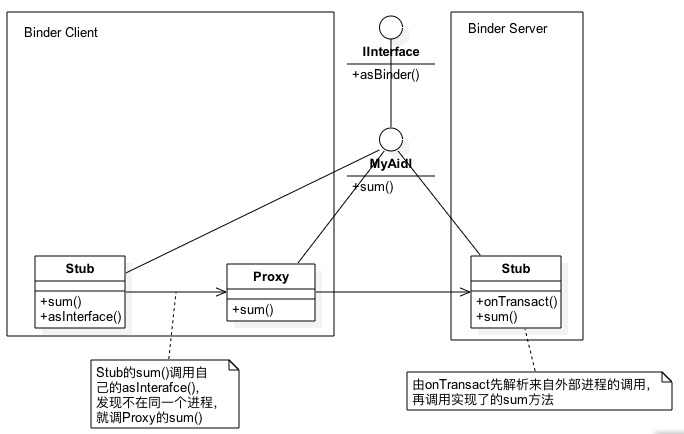 Binder Client
IInterface
+asBinder()
Binder Server
MyAidl
+sum()
Stub
+sum()
+asInterface()
Proxy
+sum()
Stub
+onTransact()
+sum()
Stub的sum()调用自
己的asInterafce(),
发现不在同一个进程，
就调Proxy的sum()
由onTransact先解析来自外部进程的调用，
再调用实现了的sum方法